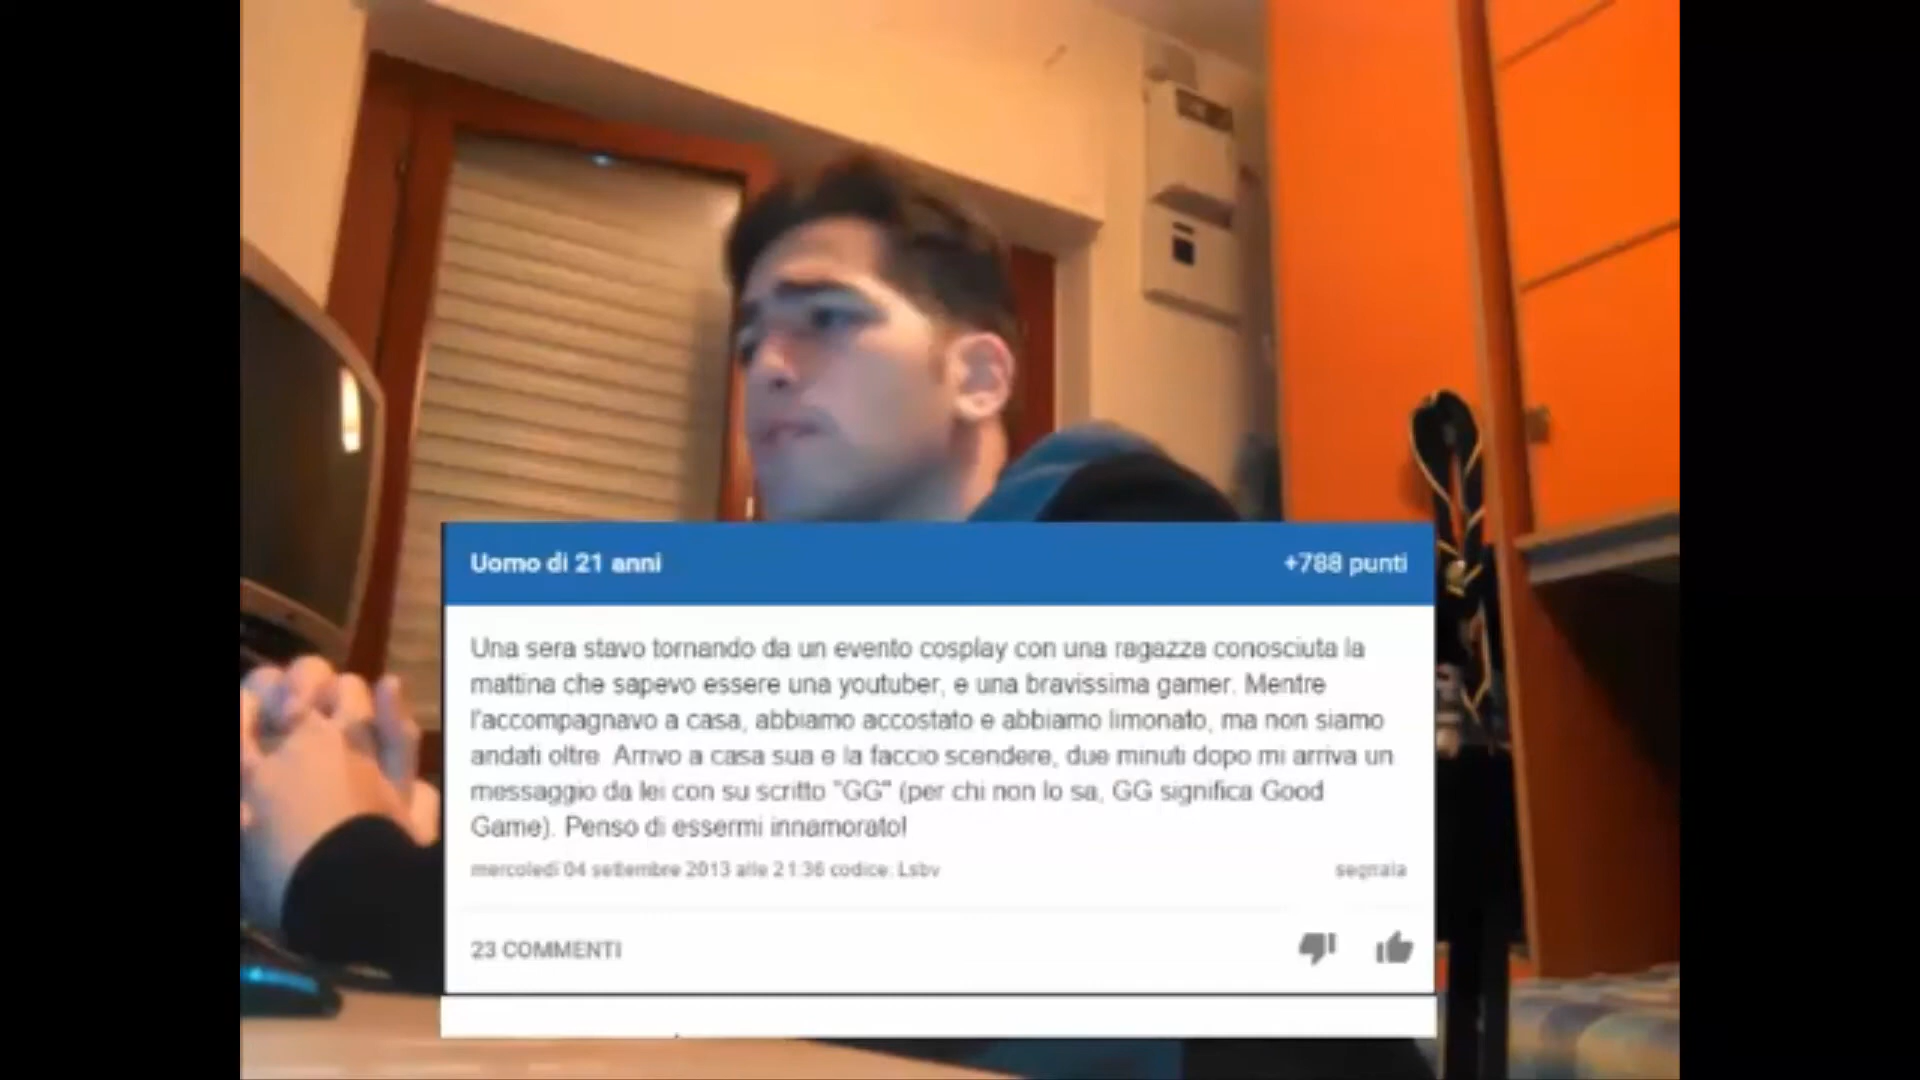 Uomo di 21 anni
+788 punti
Una sera stavo tornando da un evento cosplay con una ragazza conosciuta la
mattina che sapevo essere una youtuber, e una bravissima gamer. Mentre
l'accompagnavo a casa, abbiamo accostato e abbiamo limonato, ma non siamo
andati oltre. Arrivo a casa sua e la faccio scendere, due minuti dopo mi arriva un
messaggio da lei con su scritto "GG" (per chi non lo sa, GG significa Good
Game). Penso di essermi innamorato!
mercoledì 04 settembre 2013 alle 21:36 codice: Lsbv
segnala
23 COMMENTI